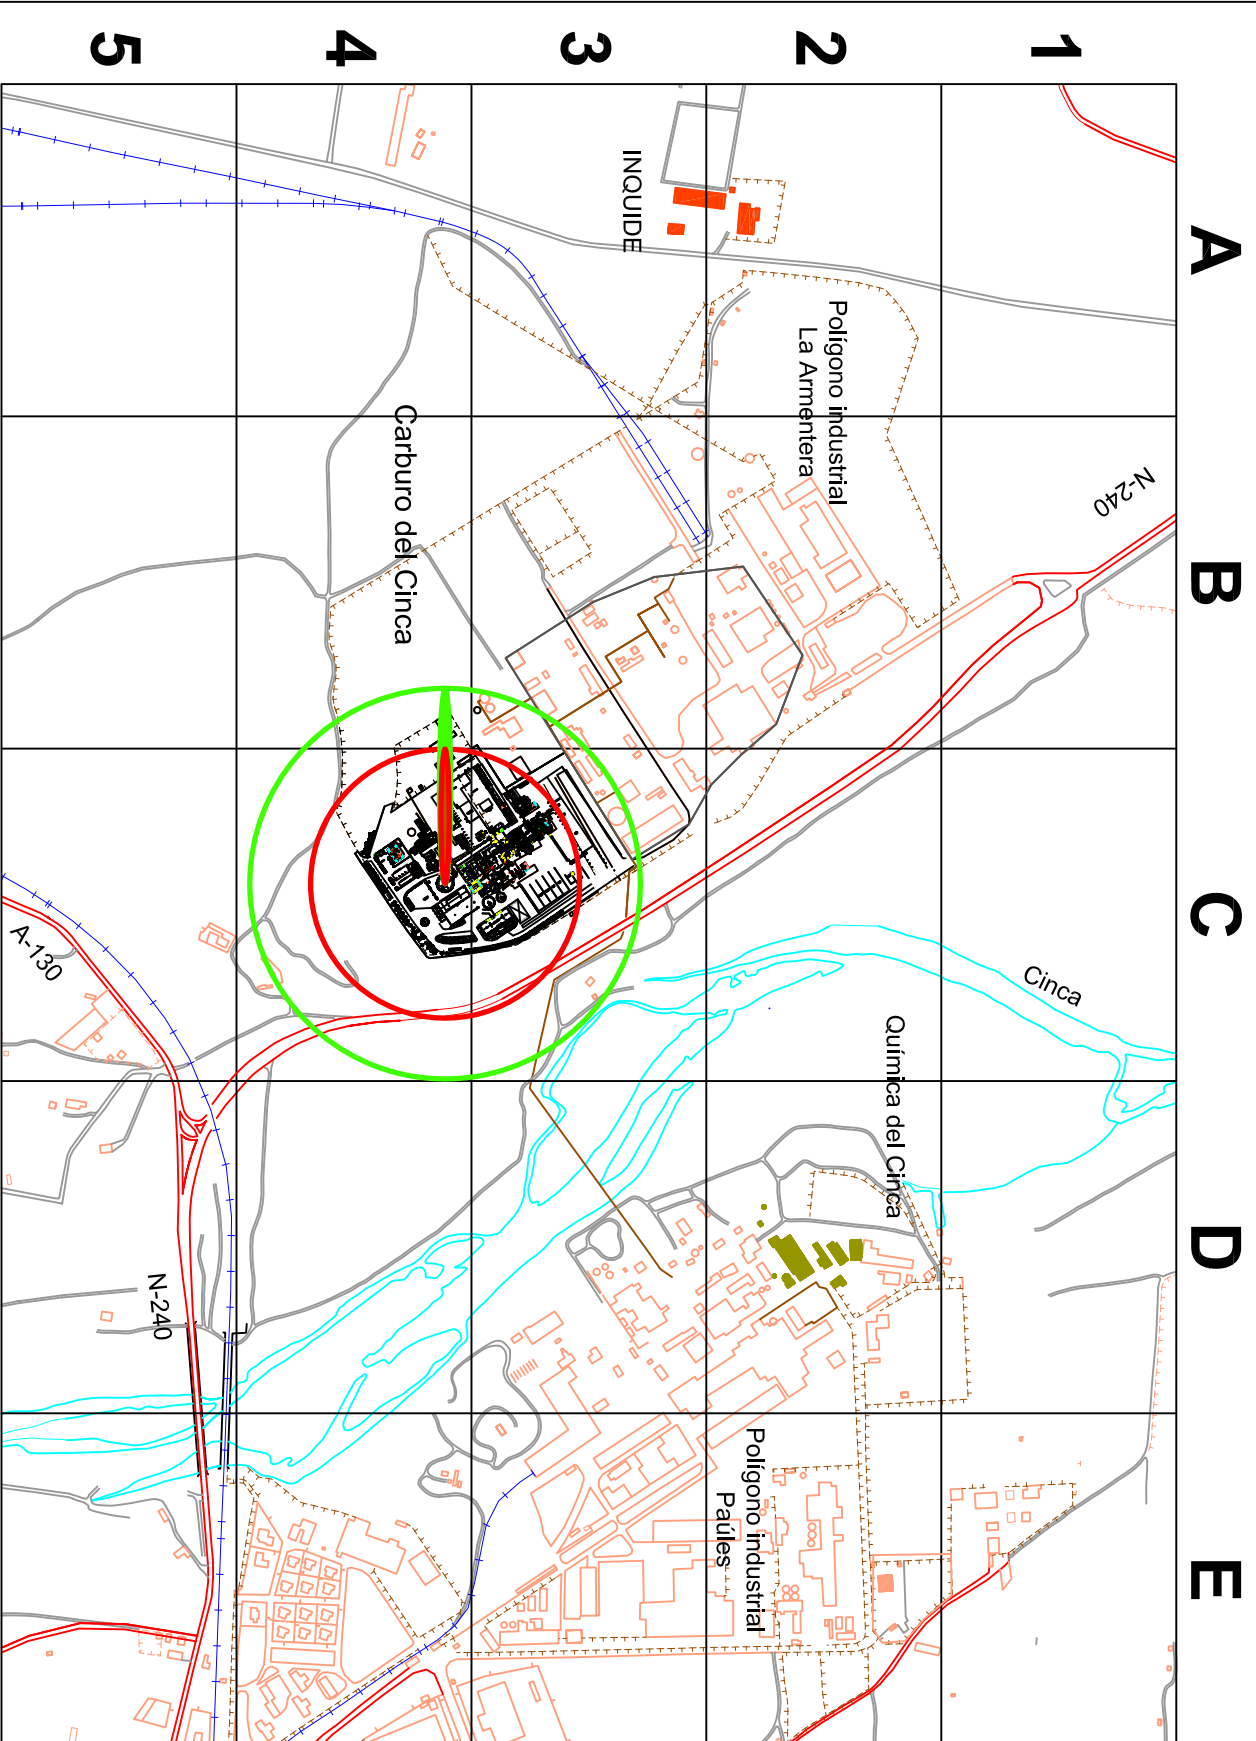 1
2
3
4
5
A
B
C
D
E
INQUIDE
Polígono industrial
La Armentera
Carburo del Cinca
N-240
A-130
Cinca
Química del Cinca
N-240
Polígono industrial
Paúles